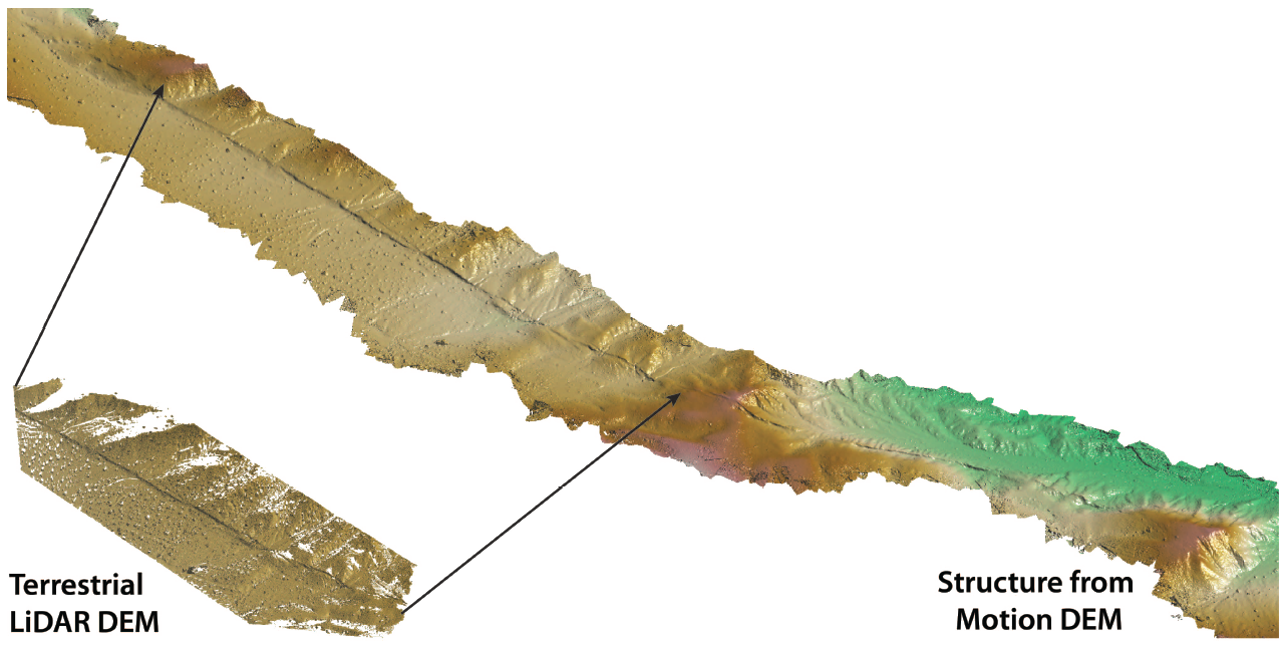 Terrestrial
LiDAR DEM
Structure from
Motion DEM